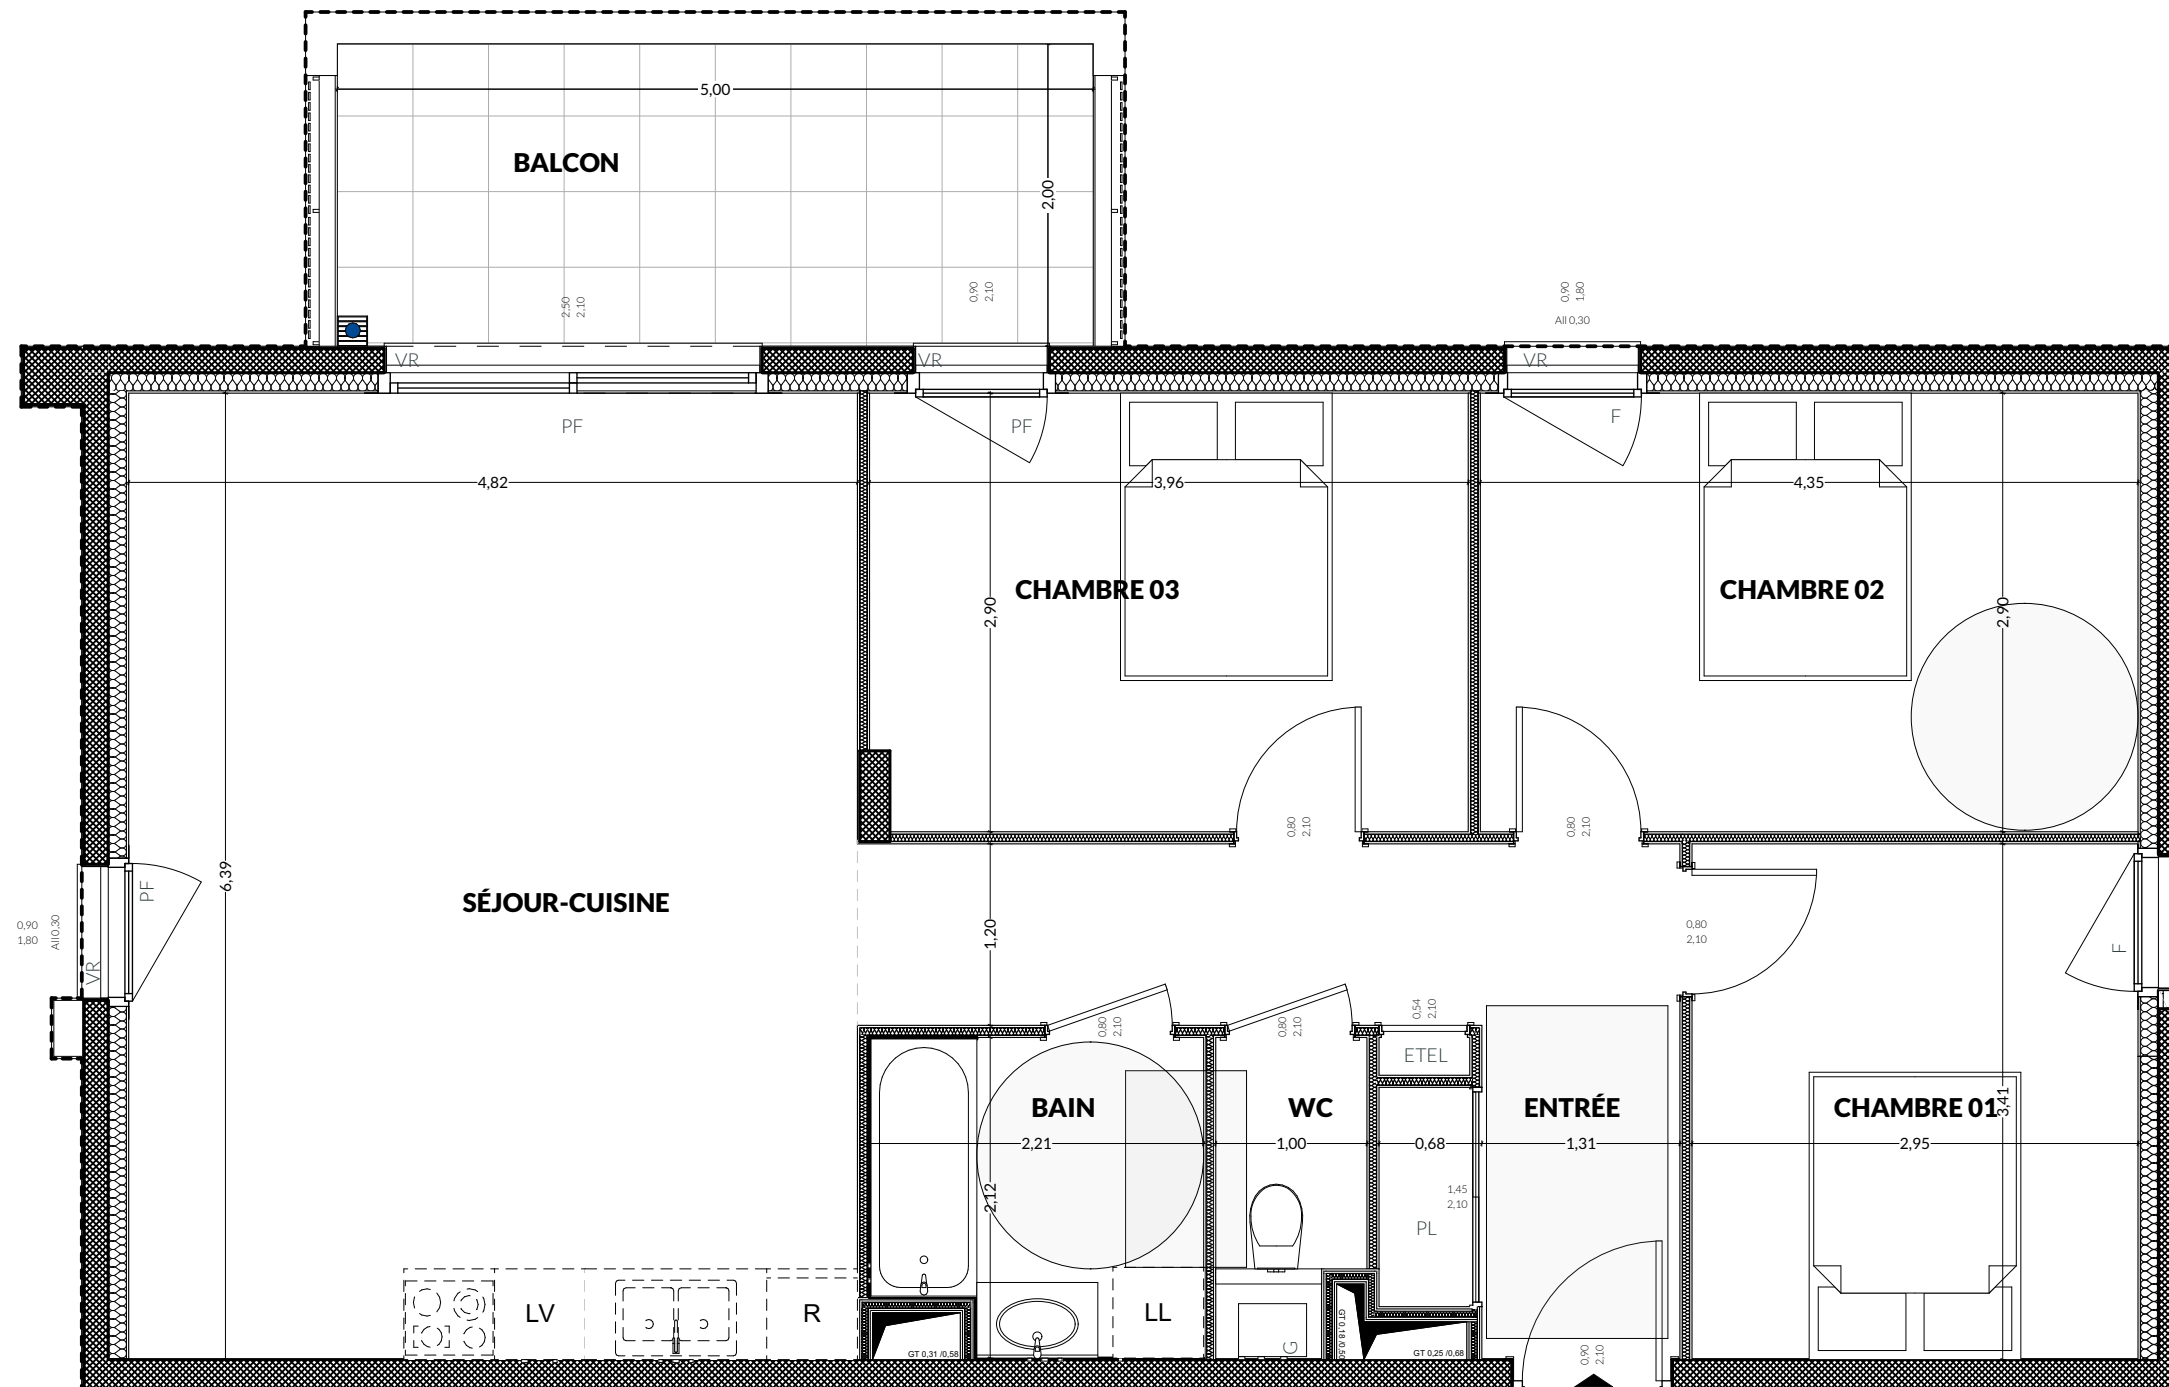 5,00
BALCON
2,00
2,50
2,10
0,90
2,10
0,90
1,80
All 0,30
VR
VR
VR
PF
PF
F
4,82
3,96
4,35
CHAMBRE 03
CHAMBRE 02
2,90
2,90
0,80
2,10
0,80
2,10
6,39
PF
SÉJOUR-CUISINE
0,90
1,80
All 0,30
VR
1,20
0,80
2,10
F
0,80
2,10
0,80
2,10
0,54
2,10
ETEL
BAIN
WC
ENTRÉE
CHAMBRE 01
3,41
2,21
1,00
0,68
1,31
2,95
2,12
1,45
2,10
PL
LV
R
LL
G
GT 0,31 /0,58
GT 0,18 /0,50
GT 0,25 /0,68
0,90
2,10